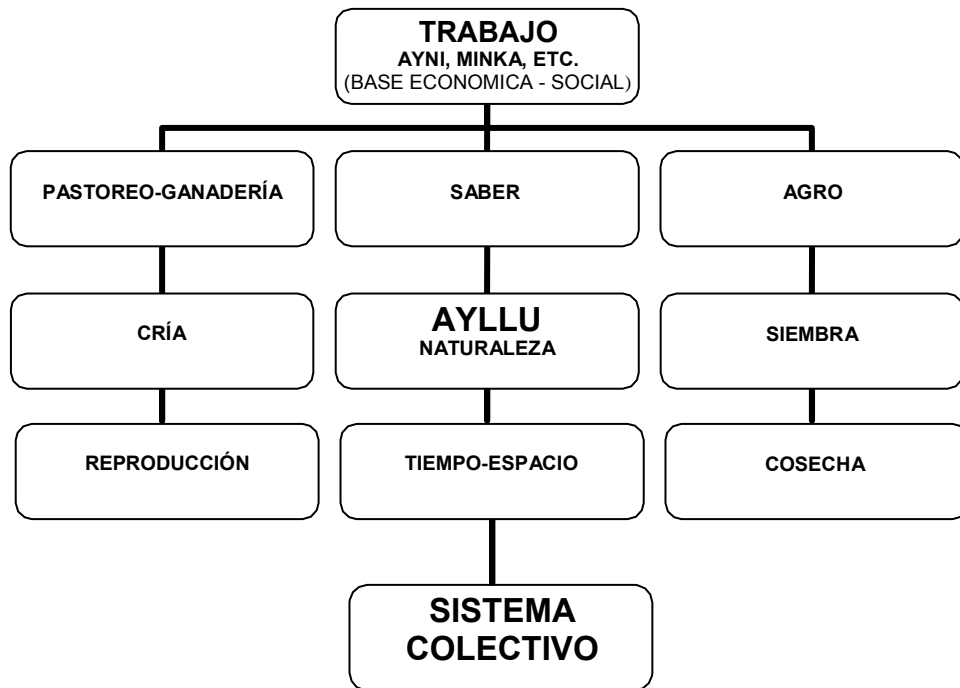 TRABAJO
AYNI, MINKA, ETC.
(BASE ECONOMICA - SOCIAL)
PASTOREO-GANADERÍA
SABER
AGRO
CRÍA
AYLLU
NATURALEZA
SIEMBRA
REPRODUCCIÓN
TIEMPO-ESPACIO
COSECHA
SISTEMA
COLECTIVO